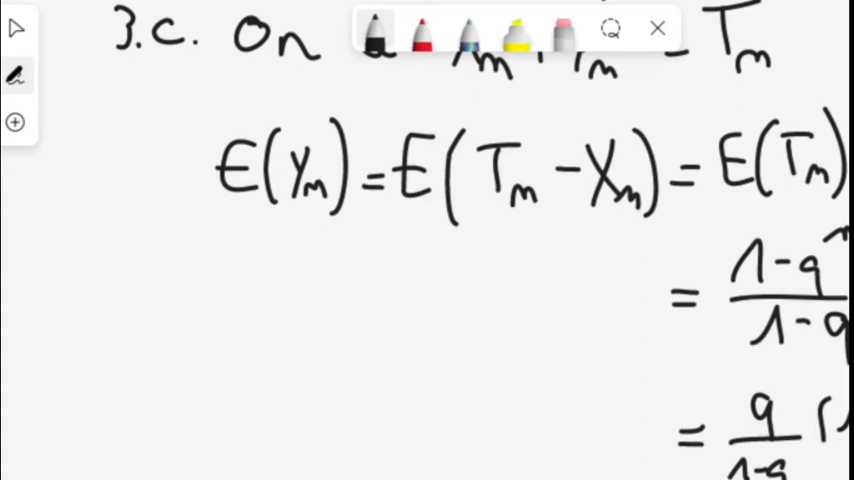 3.c. On
E(Ym) = E(Tm - Xm) = E(Tm)
= 1-q / 1-q
= q / 1-q